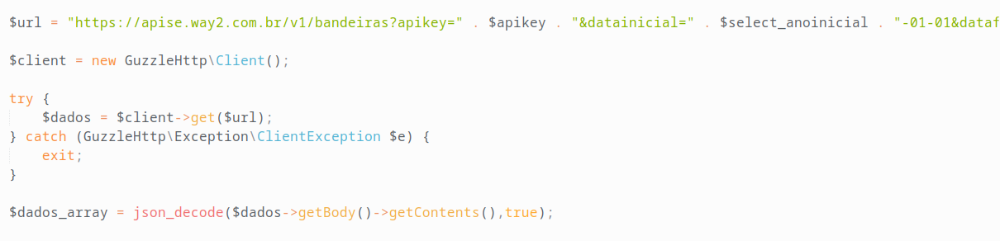 $url = "https://apise.way2.com.br/v1/bandeiras?apikey=" . $apikey . "&datainicial=" . $select_anoinicial . "-01-01&dataf
$client = new GuzzleHttp\Client();
try {
$dados = $client->get($url);
} catch (GuzzleHttp\Exception\ClientException $e) {
exit;
}
$dados_array = json_decode($dados->getBody()->getContents(),true);